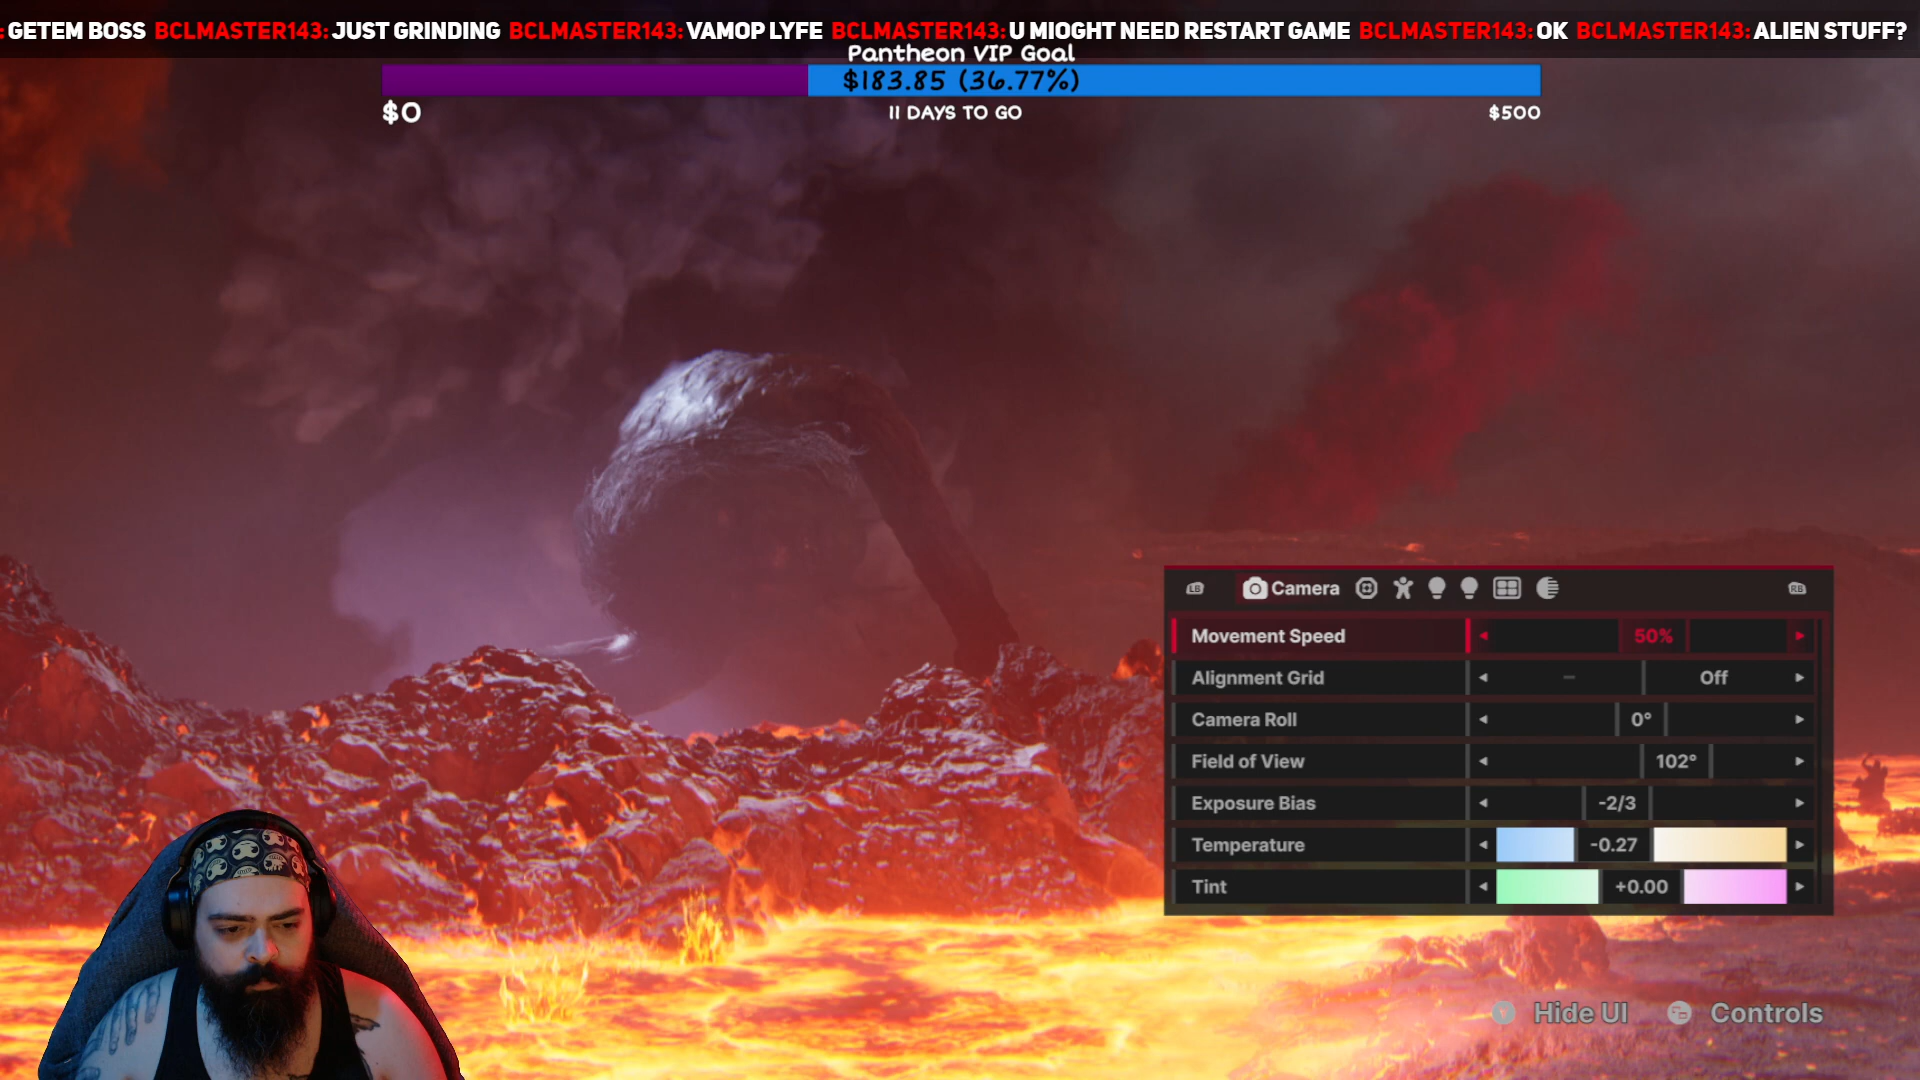 : GETEM BOSS BCLMASTER143: JUST GRINDING BCLMASTER143: VAMOP LYFE BCLMASTER143: U MIOGHT NEED RESTART GAME BCLMASTER143: OK BCLMASTER143: ALIEN STUFF?
Pantheon VIP Goal
$183.85 (36.77%)
$0 11 DAYS TO GO $500
LB Camera RB
Movement Speed 50%
Alignment Grid – Off
Camera Roll 0°
Field of View 102°
Exposure Bias -2/3
Temperature -0.27
Tint +0.00
Y Hide UI Controls